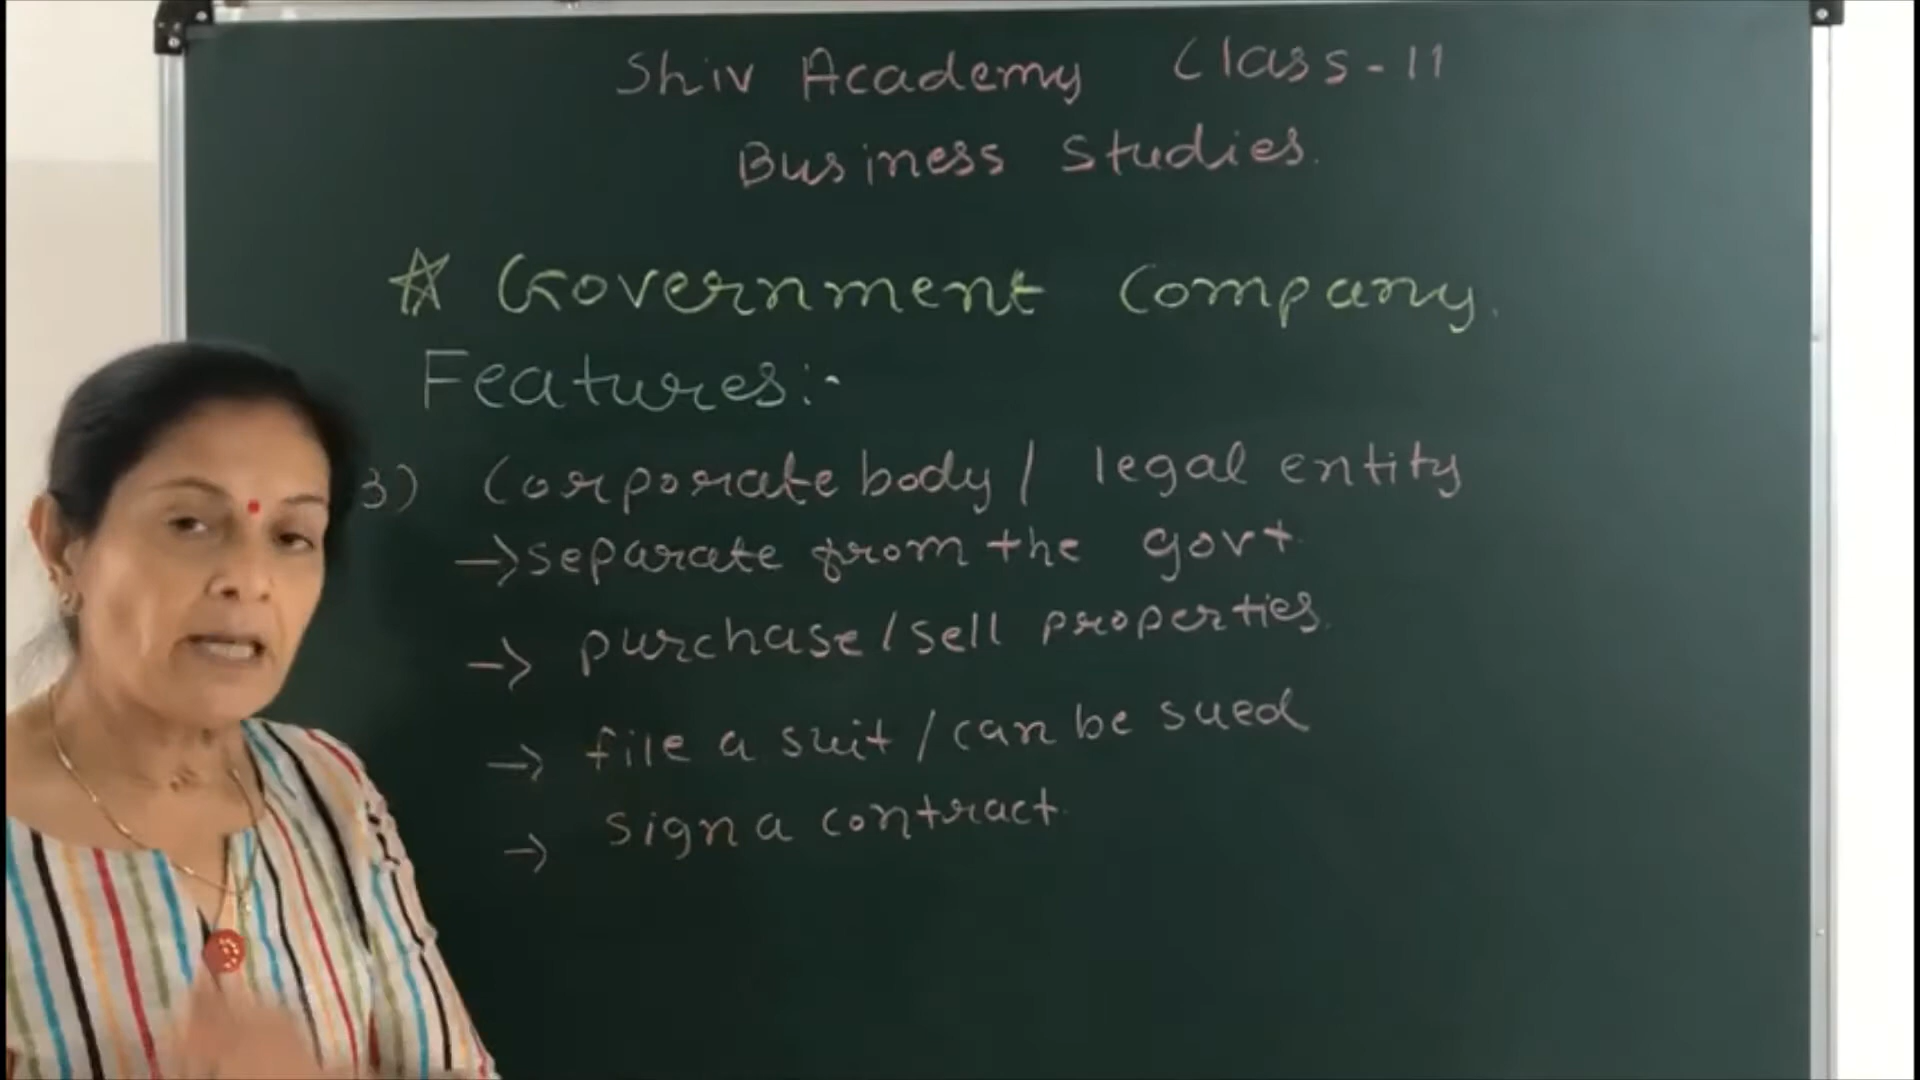 Shiv Academy Class-11
Business Studies.
☆ Government Company.
Features:-
3) Corporate body / legal entity
→ separate from the govt.
→ purchase / sell properties.
→ file a suit / can be sued
→ sign a contract.